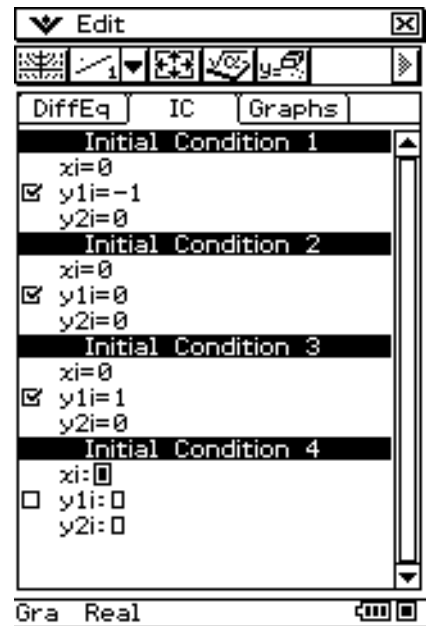 Edit
DiffEq IC Graphs
Initial Condition 1
xi=0
y1i=-1
y2i=0
Initial Condition 2
xi=0
y1i=0
y2i=0
Initial Condition 3
xi=0
y1i=1
y2i=0
Initial Condition 4
xi:
y1i:
y2i:
Gra Real